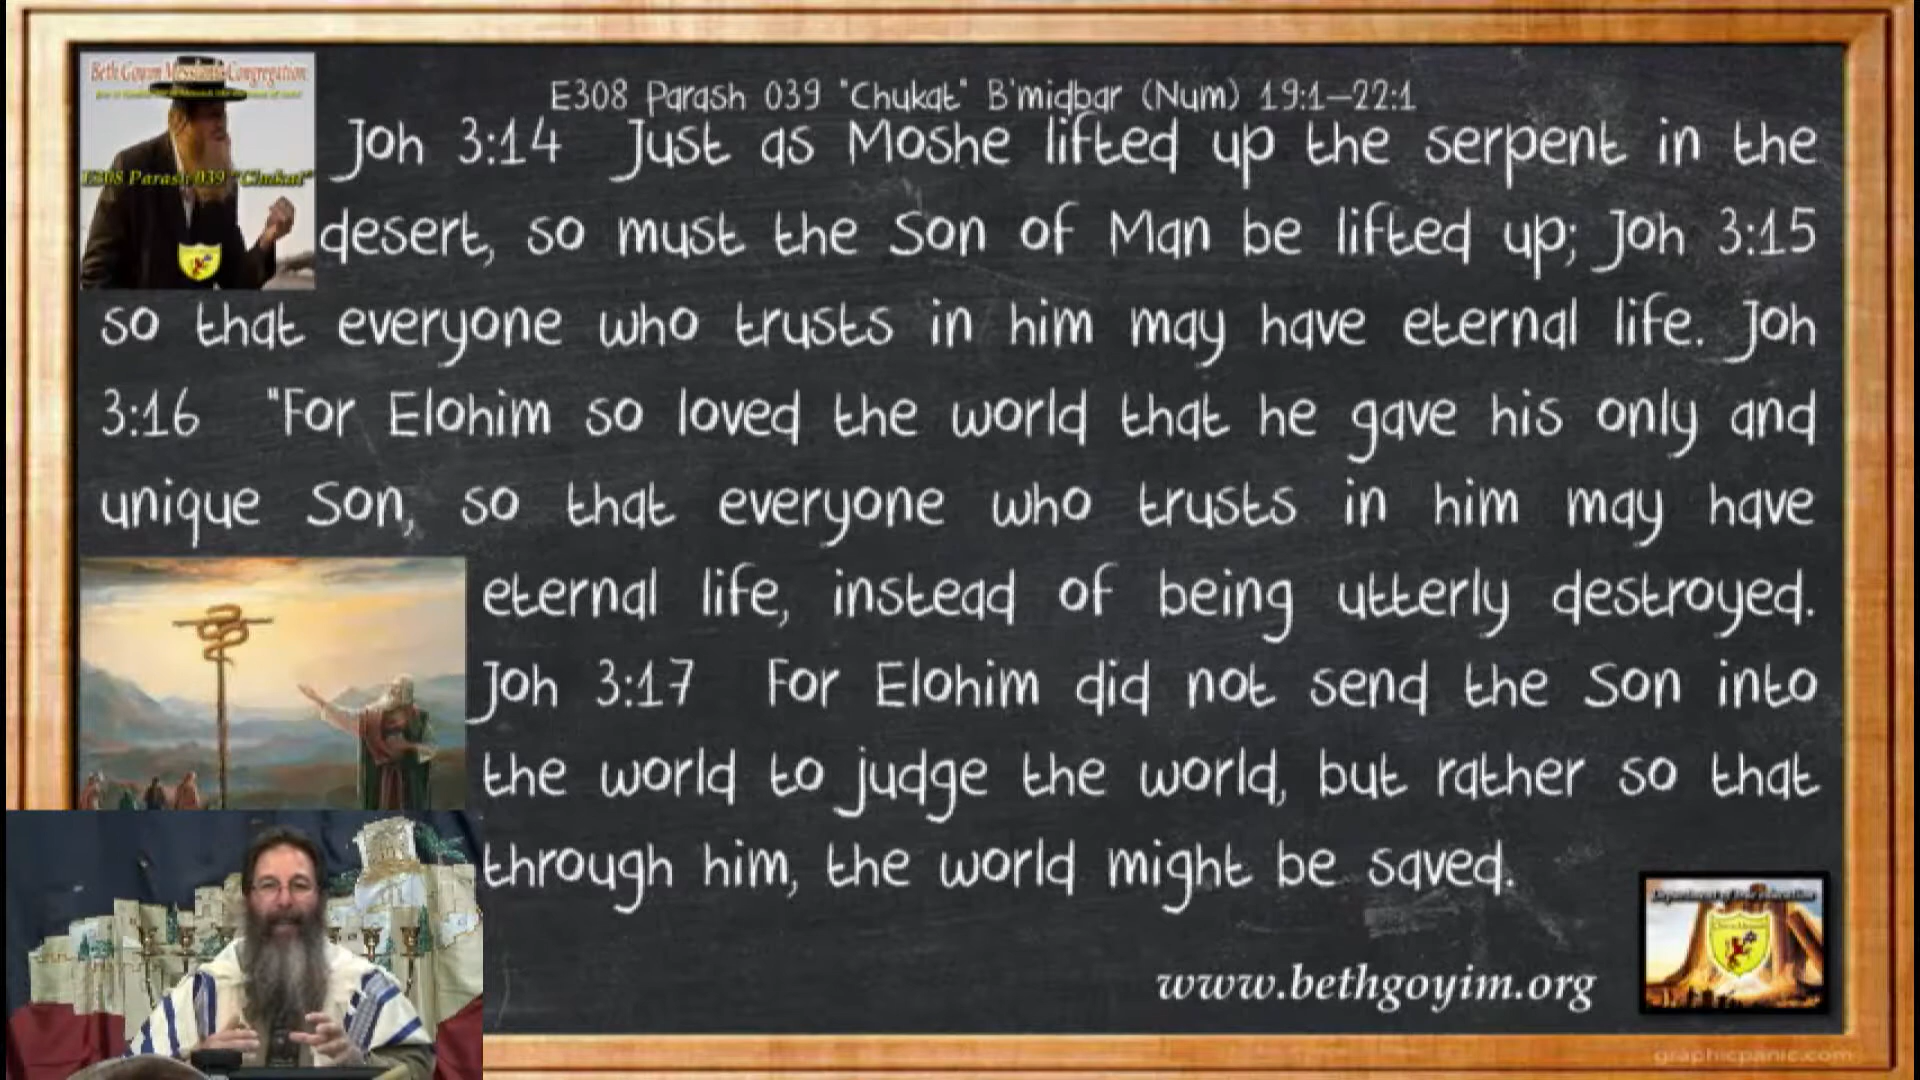 Beth Goyim Messianic Congregation
E308 Parash 039 "Chukat"
E308 Parash 039 "Chukat" B'midbar (Num) 19:1–22:1
Joh 3:14 Just as Moshe lifted up the serpent in the
desert, so must the Son of Man be lifted up; Joh 3:15
so that everyone who trusts in him may have eternal life. Joh
3:16 "For Elohim so loved the world that he gave his only and
unique Son, so that everyone who trusts in him may have
eternal life, instead of being utterly destroyed.
Joh 3:17 For Elohim did not send the Son into
the world to judge the world, but rather so that
through him, the world might be saved.
www.bethgoyim.org
graphicpanic.com